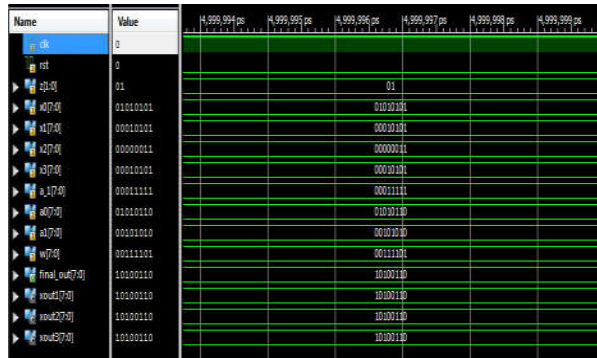 Name Value 4,999,994 ps 4,999,995 ps 4,999,996 ps 4,999,997 ps 4,999,998 ps 4,999,999 ps
clk 0
rst 0
z[1:0] 01 01
x0[7:0] 01010101 01010101
x1[7:0] 00010101 00010101
x2[7:0] 00000011 00000011
x3[7:0] 00010101 00010101
a_1[7:0] 00011111 00011111
a0[7:0] 01010110 01010110
a1[7:0] 00101010 00101010
w[7:0] 00111101 00111101
final_out[7:0] 10100110 10100110
xout1[7:0] 10100110 10100110
xout2[7:0] 10100110 10100110
xout3[7:0] 10100110 10100110